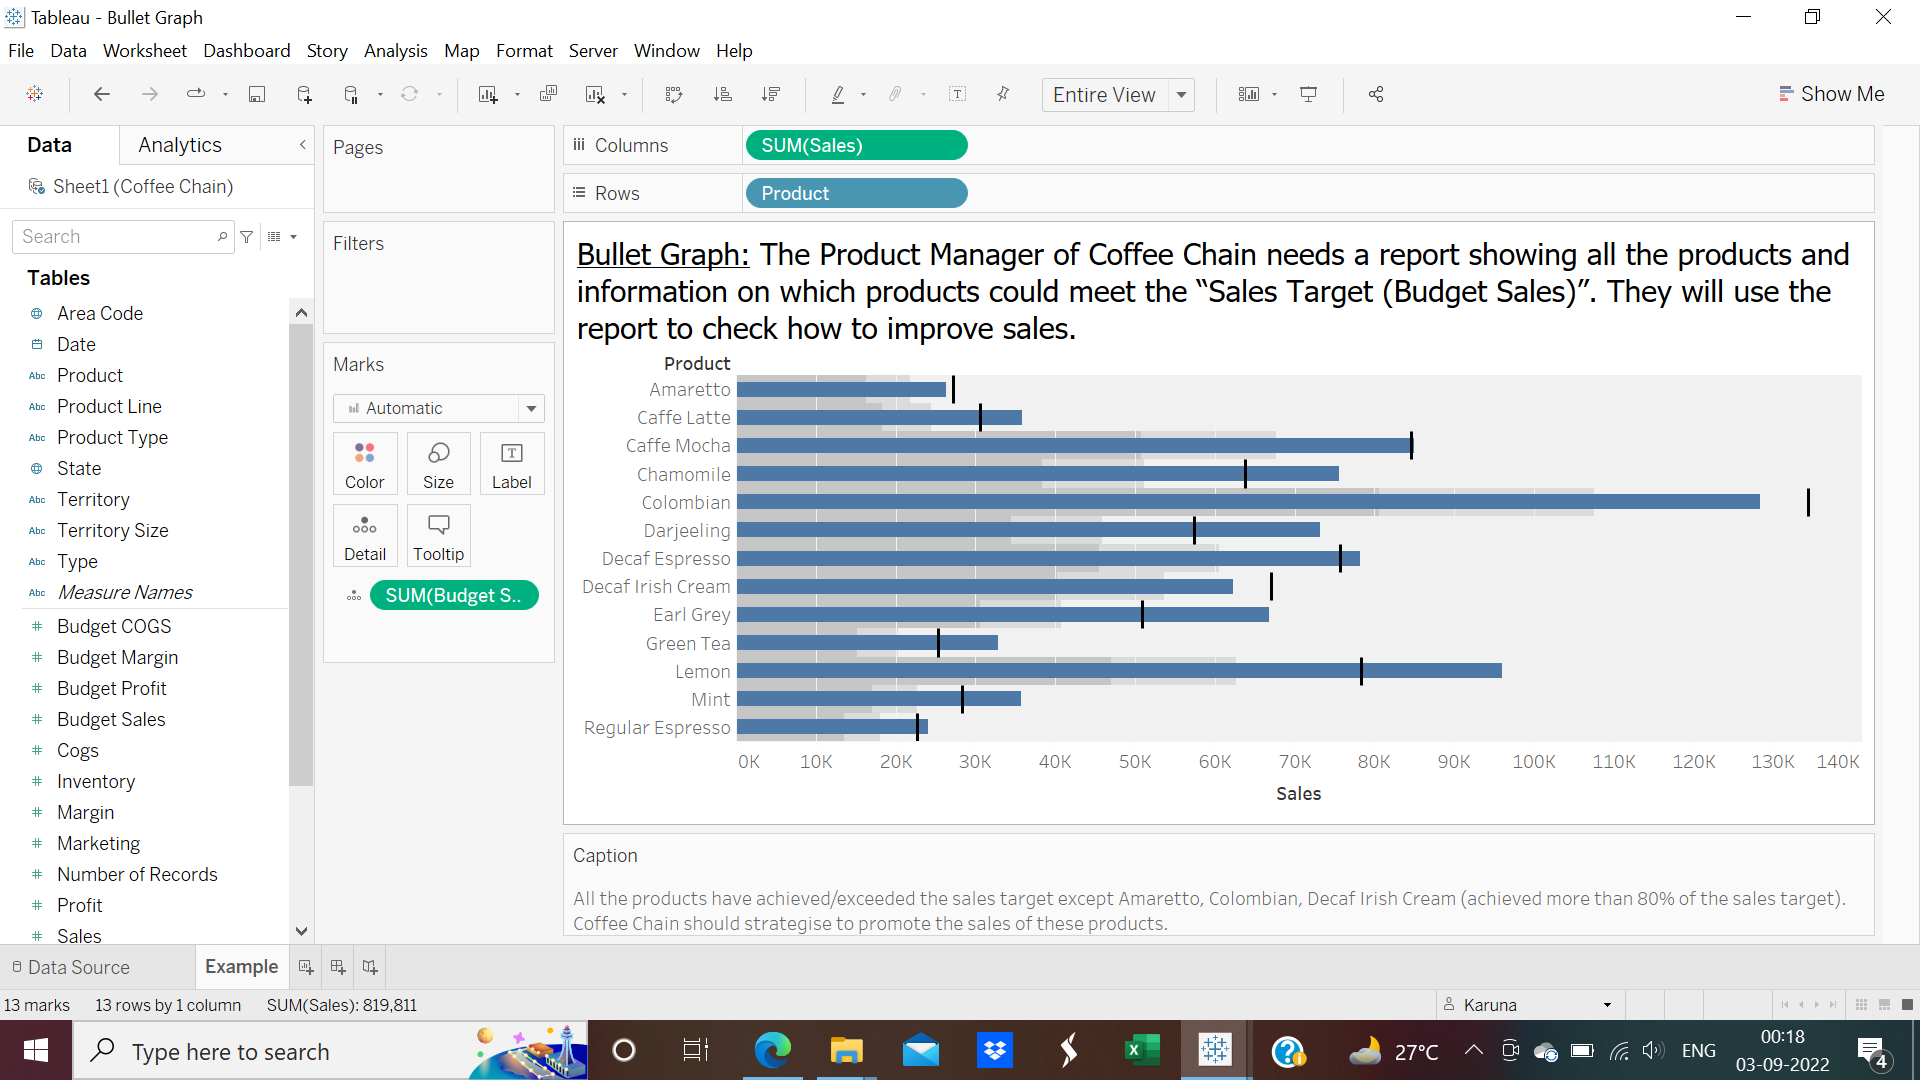 Tableau - Bullet Graph
File Data Worksheet Dashboard Story Analysis Map Format Server Window Help
Entire View
Show Me
Data Analytics
Sheet1 (Coffee Chain)
Search
Tables
Area Code
Abc
Date
Abc Product
Abc Product Line
Abc Product Type
State
Abc Territory
Abc Territory Size
Abc Type
Abc Measure Names
# Budget COGS
# Budget Margin
# Budget Profit
# Budget Sales
# Cogs
# Inventory
# Margin
# Marketing
# Number of Records
# Profit
# Sales
Pages
Filters
Marks
Automatic
Color Size T Label
Detail Tooltip
SUM(Budget S..
Columns SUM(Sales)
Rows Product
Bullet Graph: The Product Manager of Coffee Chain needs a report showing all the products and
information on which products could meet the “Sales Target (Budget Sales)”. They will use the
report to check how to improve sales.
Product
Amaretto
Caffe Latte
Caffe Mocha
Chamomile
Colombian
Darjeeling
Decaf Espresso
Decaf Irish Cream
Earl Grey
Green Tea
Lemon
Mint
Regular Espresso
0K 10K 20K 30K 40K 50K 60K 70K 80K 90K 100K 110K 120K 130K 140K
Sales
Caption
All the products have achieved/exceeded the sales target except Amaretto, Colombian, Decaf Irish Cream (achieved more than 80% of the sales target).
Coffee Chain should strategise to promote the sales of these products.
Data Source Example
13 marks 13 rows by 1 column SUM(Sales): 819,811
Karuna
Type here to search
27°C
ENG
00:18
03-09-2022
4